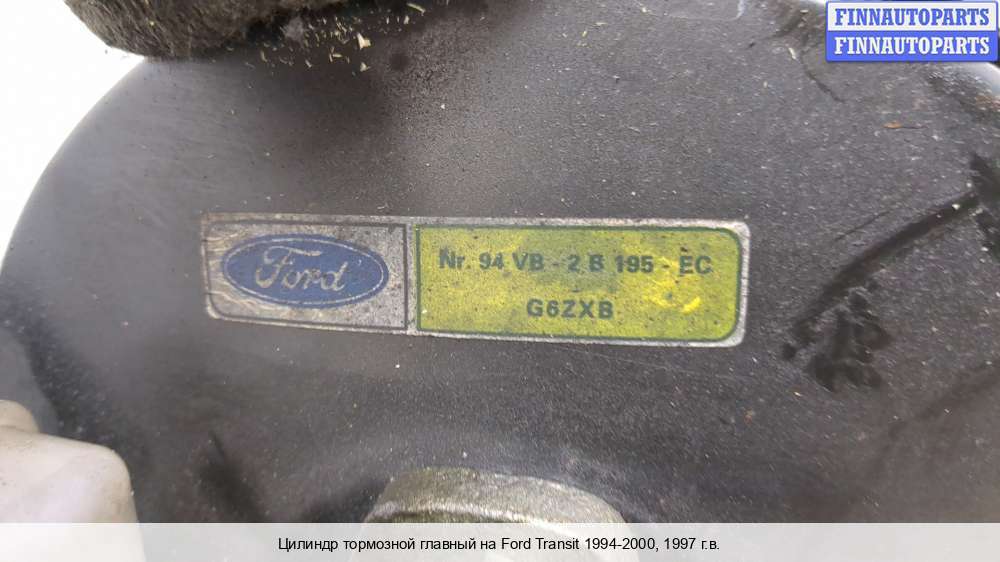 FINNAUTOPARTS
FINNAUTOPARTS
Ford
Nr. 94 VB - 2 B 195 - EC
G6ZXB
Цилиндр тормозной главный на Ford Transit 1994-2000, 1997 г.в.